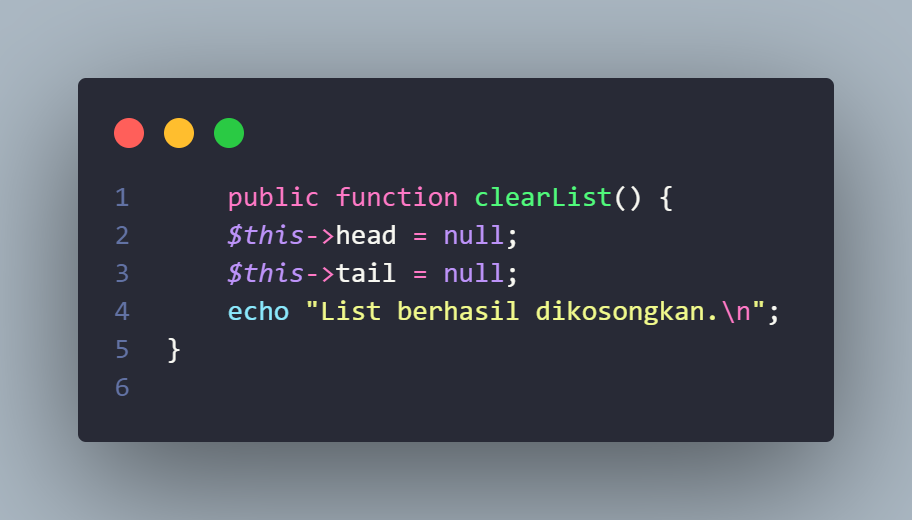 1    public function clearList() {
2    $this->head = null;
3    $this->tail = null;
4    echo "List berhasil dikosongkan.\n";
5 }
6